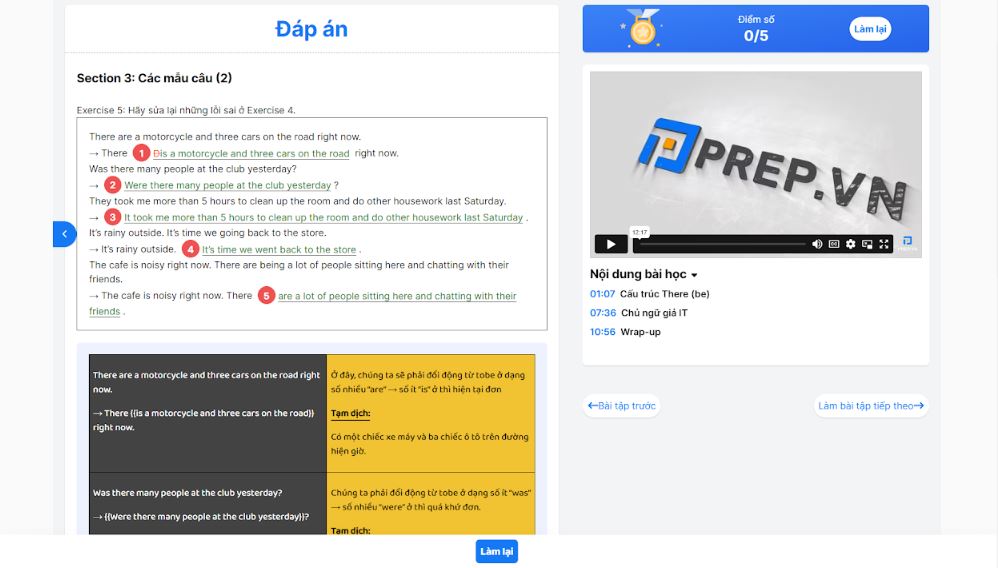 Đáp án
Section 3: Các mẫu câu (2)
Exercise 5: Hãy sửa lại những lỗi sai ở Exercise 4.
There are a motorcycle and three cars on the road right now.
→ There 1 Dis a motorcycle and three cars on the road right now.
Was there many people at the club yesterday?
→ 2 Were there many people at the club yesterday ?
They took me more than 5 hours to clean up the room and do other housework last Saturday.
→ 3 It took me more than 5 hours to clean up the room and do other housework last Saturday .
It's rainy outside. It's time we going back to the store.
→ It's rainy outside. 4 It's time we went back to the store .
The cafe is noisy right now. There are being a lot of people sitting here and chatting with their
friends.
→ The cafe is noisy right now. There 5 are a lot of people sitting here and chatting with their
friends .
There are a motorcycle and three cars on the road right
now.
→ There {{is a motorcycle and three cars on the road}}
right now.
Ở đây, chúng ta sẽ phải đổi động từ tobe ở dạng
số nhiều "are" → số ít "is" ở thì hiện tại đơn
Tạm dịch:
Có một chiếc xe máy và ba chiếc ô tô trên đường
hiện giờ.
Was there many people at the club yesterday?
→ {{Were there many people at the club yesterday}}?
Chúng ta phải đổi động từ tobe ở dạng số ít "was"
→ số nhiều "were" ở thì quá khứ đơn.
Tạm dịch:
Điểm số
0/5
Làm lại
PREP.VN
12:17
Nội dung bài học
01:07 Cấu trúc There (be)
07:36 Chủ ngữ giả IT
10:56 Wrap-up
←Bài tập trước
Làm bài tập tiếp theo→
Làm lại